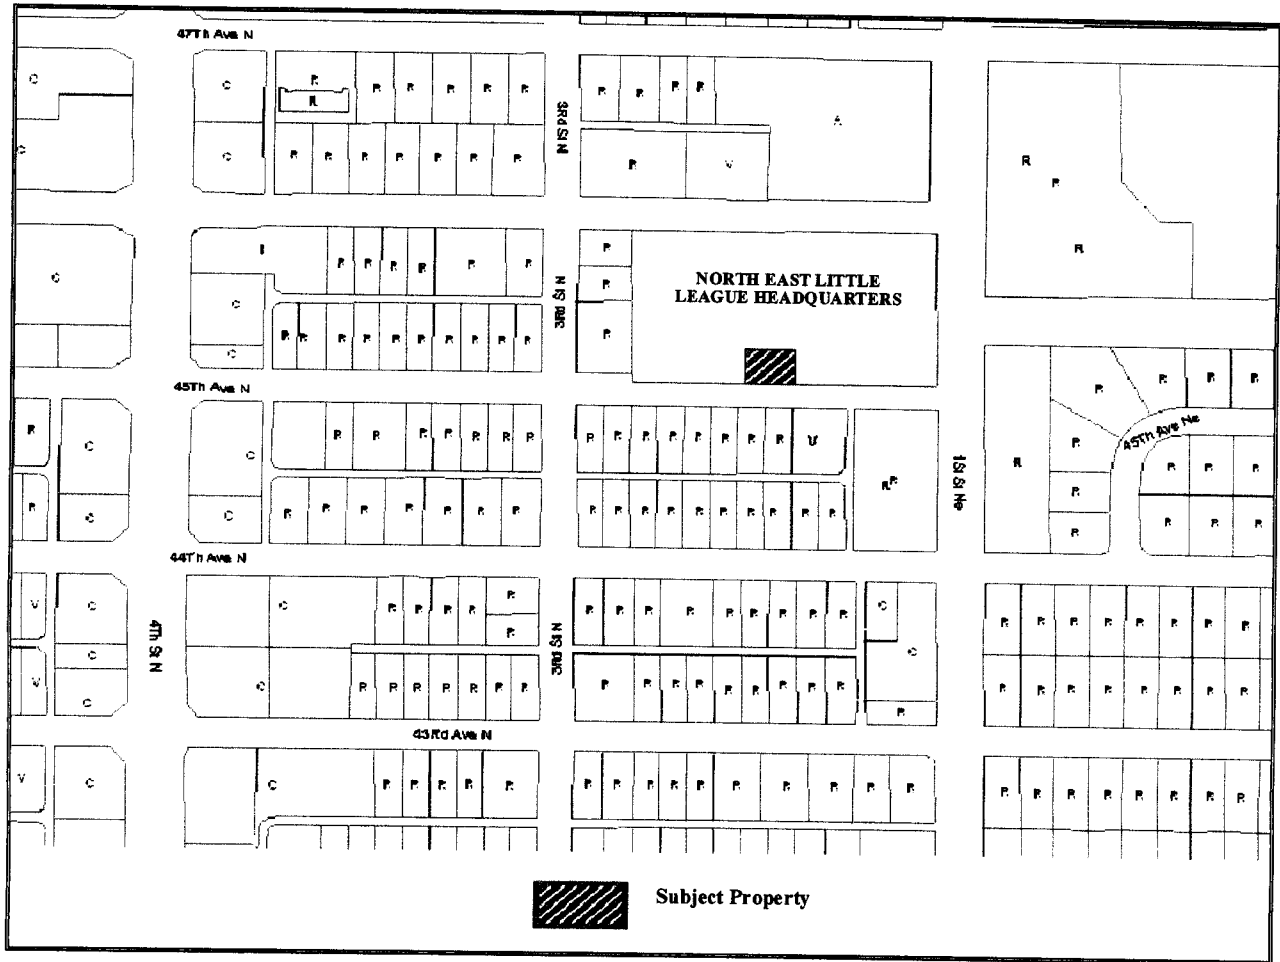 47Th Ave N
C R R R R R R R R R R
C R A
3Rd St N
R R
C C R R R R R R R R V
R
R
R R R R R R R
C R
3Rd St N
NORTH EAST LITTLE
LEAGUE HEADQUARTERS
C R R R R R R R R R R R
C
45Th Ave N
R R R R
R C C R R R R R R R R R R R R R R R R
45Th Ave Ne
R R R R
R
1St St Ne
R C C R R R R R R R R R R R R R R R R R R
R R R R
R
44Th Ave N
V C C R R R R R R R R R R R R R R C R R R R R R R R
4Th St N
3Rd St N
R
C C
V C C R R R R R R R R R R R R R R R R R R R R R R R R
R
43Rd Ave N
V C C R R R R R R R R R R R R R R R R R R R R R R
Subject Property